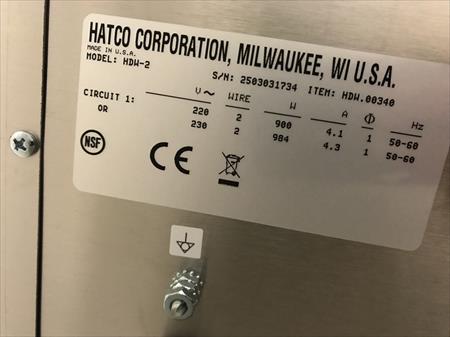 HATCO CORPORATION, MILWAUKEE, WI U.S.A.
MADE IN U.S.A.
MODEL: HDW-2
S/N: 2503031734 ITEM: HDW.00340
V~ WIRE W A Φ Hz
CIRCUIT 1: 220 2 900 4.1 1 50-60
OR 230 2 984 4.3 1 50-60
NSF
CE